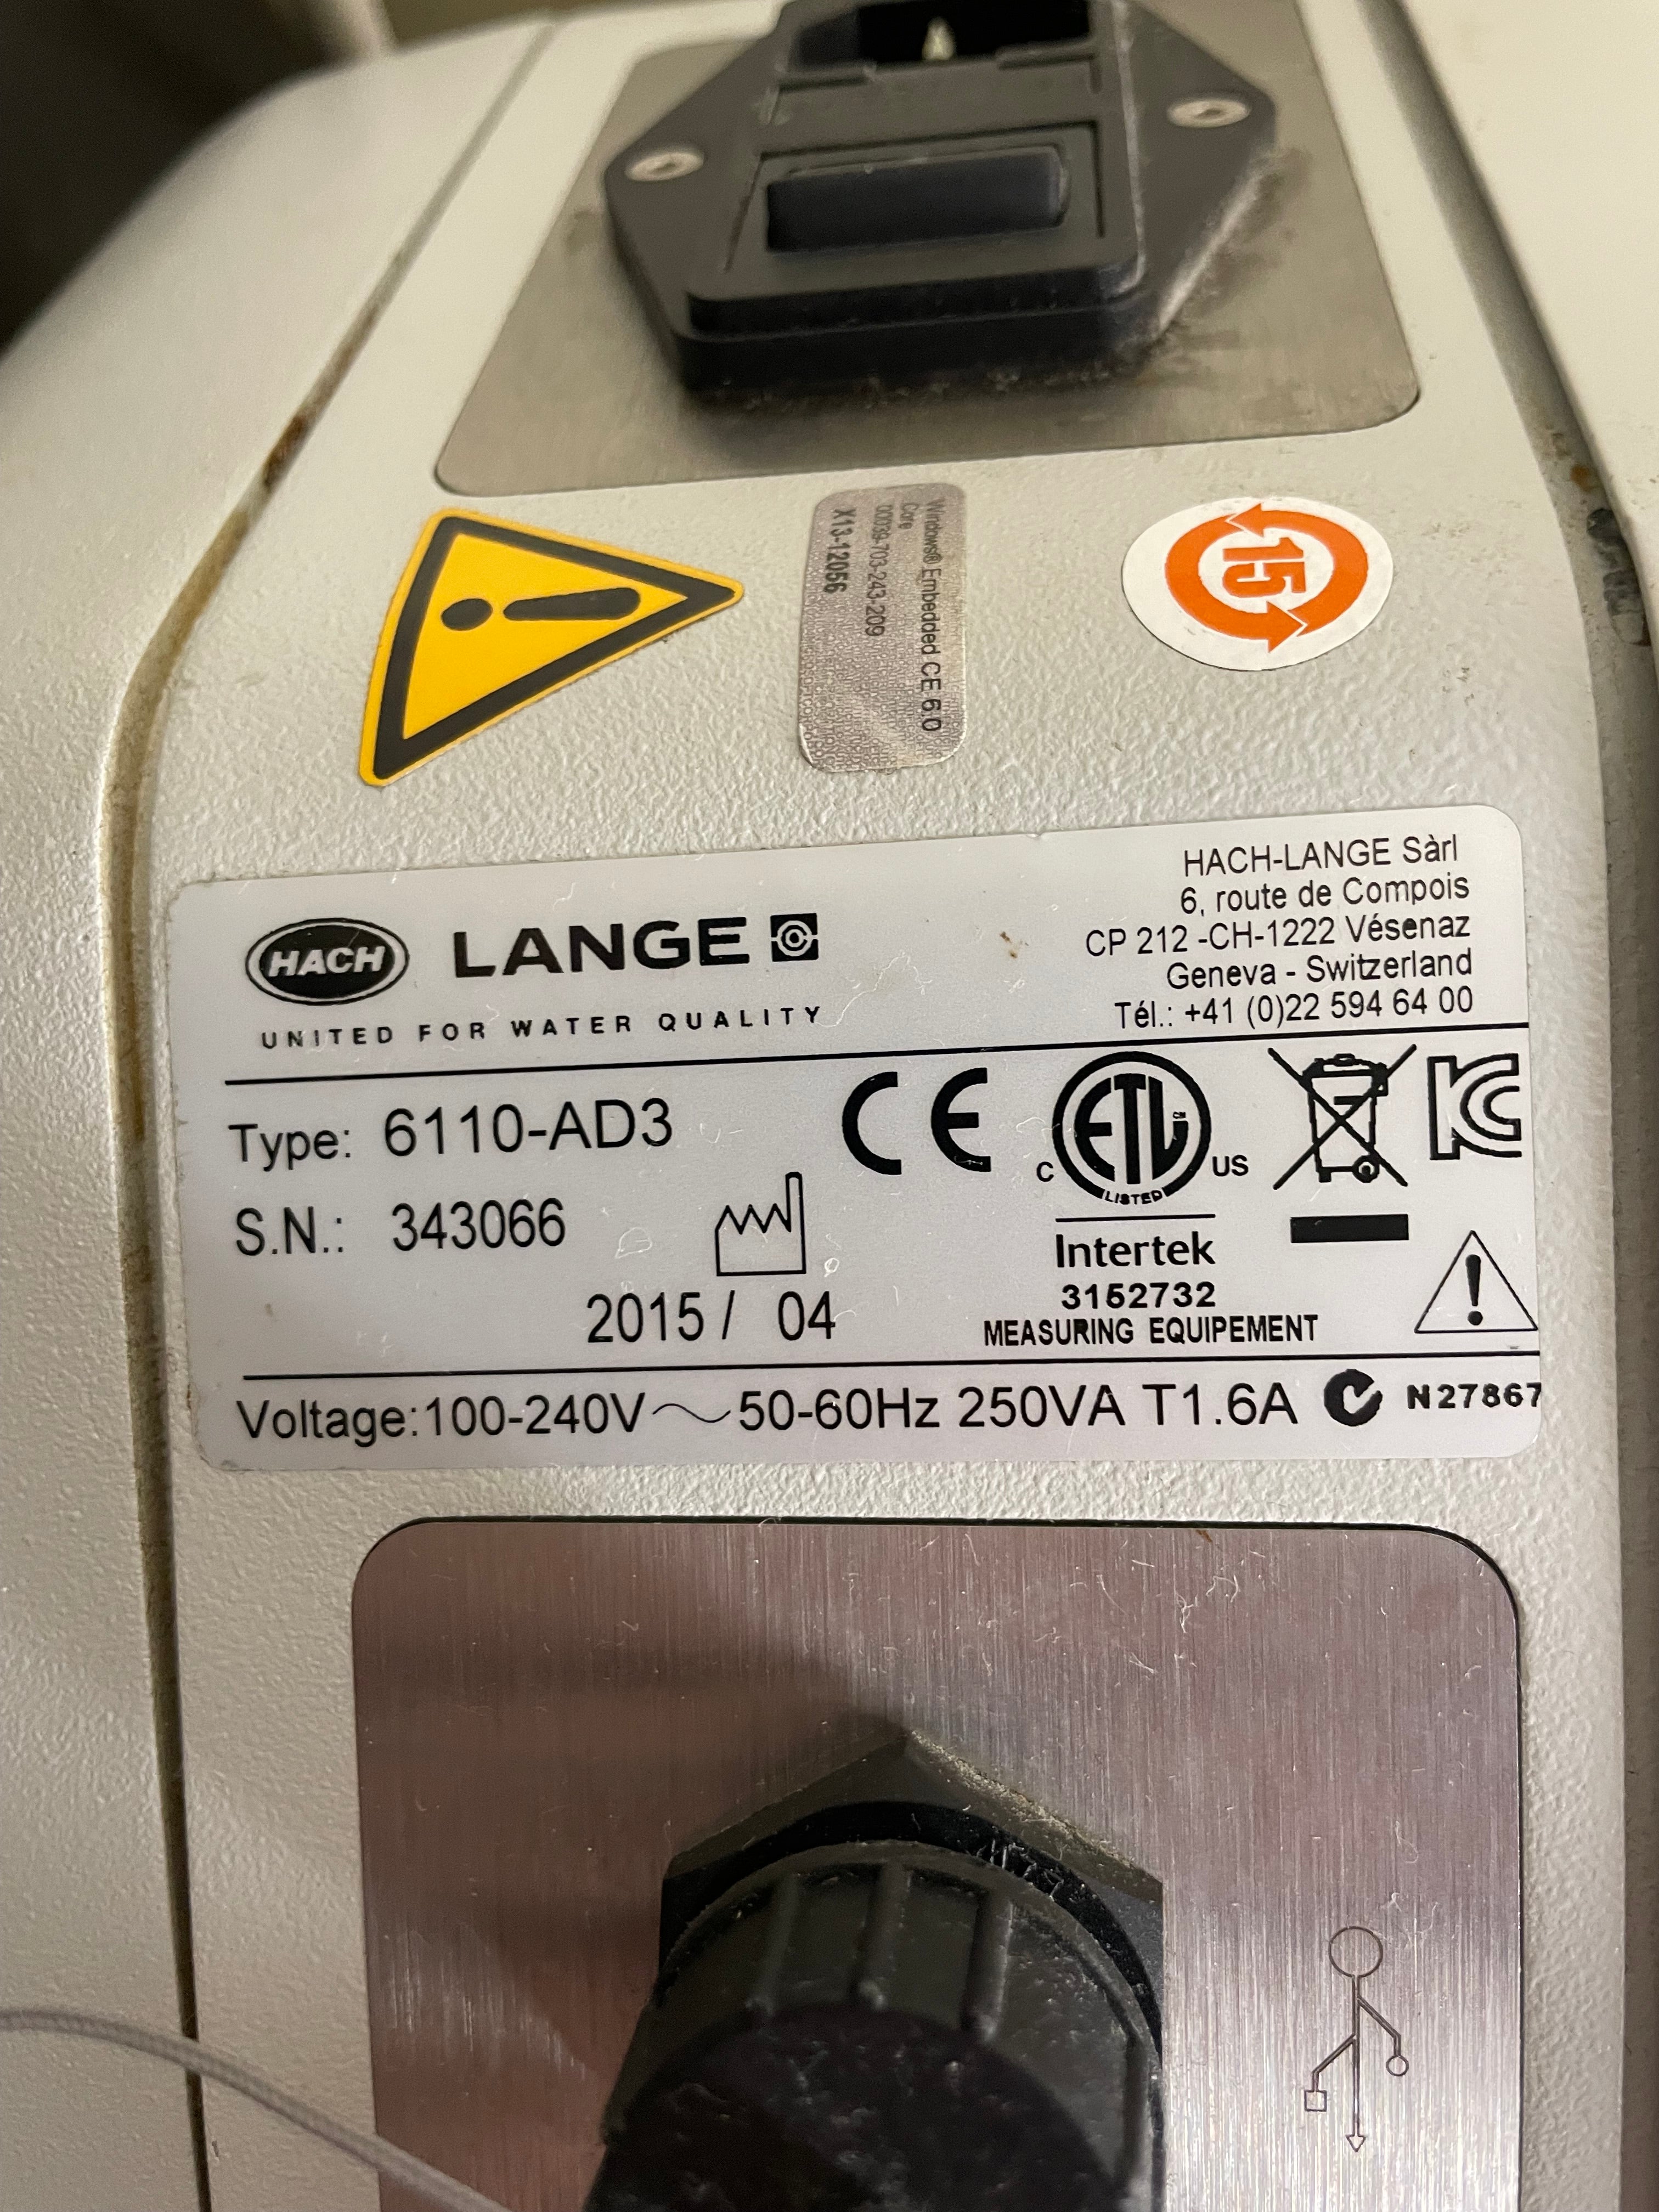 Windows® Embedded CE 6.0
Core
00039-703-243-209
X13-12056
15
HACH LANGE
UNITED FOR WATER QUALITY
HACH-LANGE Sàrl
6, route de Compois
CP 212 -CH-1222 Vésenaz
Geneva - Switzerland
Tél.: +41 (0)22 594 64 00
Type: 6110-AD3
S.N.: 343066
2015 / 04
CE
C ETL US
LISTED
Intertek
3152732
MEASURING EQUIPEMENT
KC
Voltage:100-240V~50-60Hz 250VA T1.6A N27867